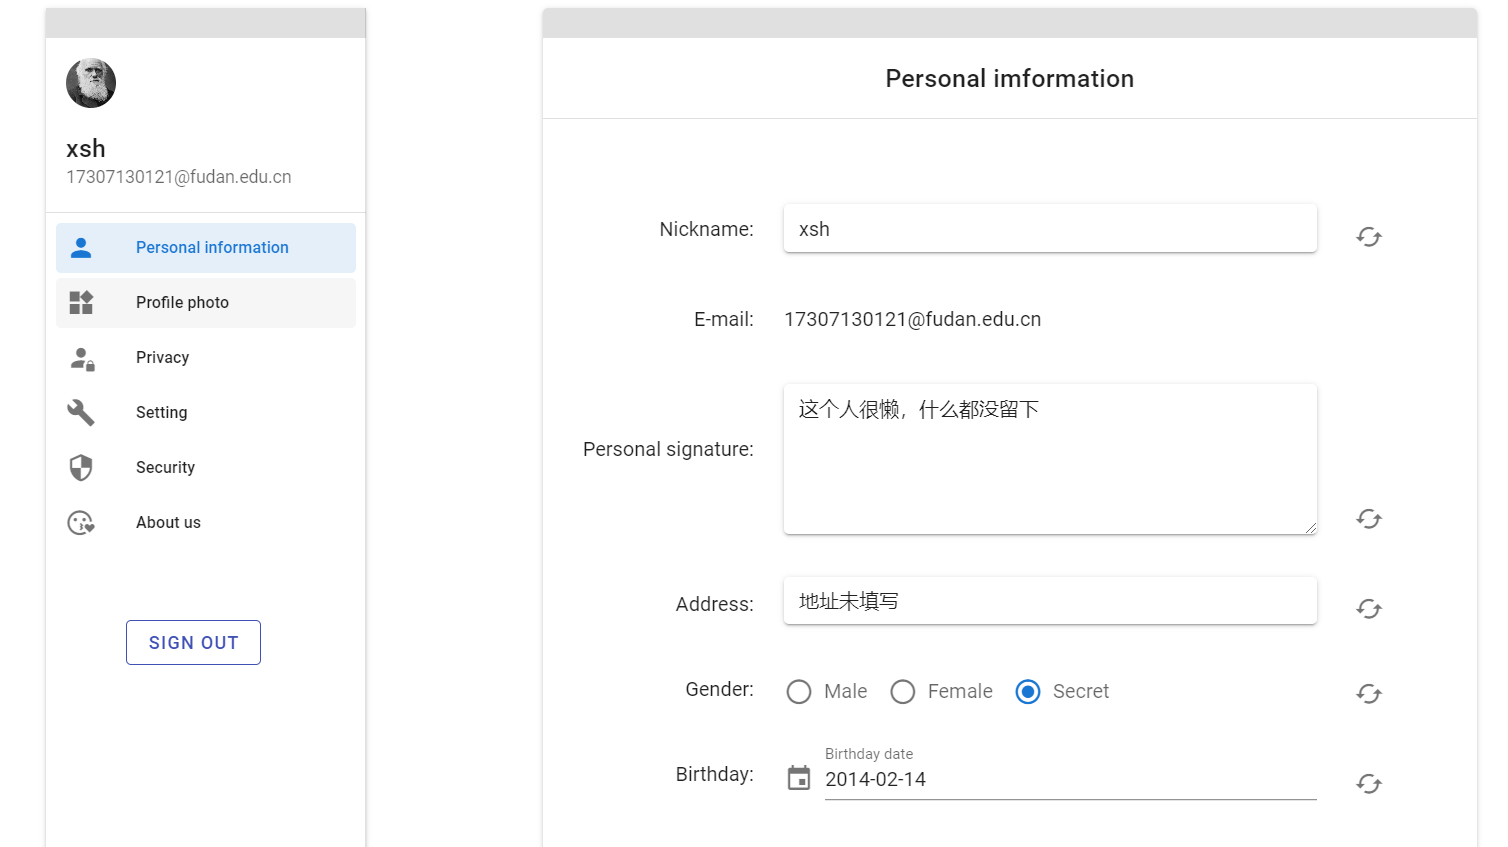 xsh
17307130121@fudan.edu.cn
Personal information
Profile photo
Privacy
Setting
Security
About us
SIGN OUT
Personal imformation
Nickname: xsh
E-mail: 17307130121@fudan.edu.cn
Personal signature: 这个人很懒，什么都没留下
Address: 地址未填写
Gender: Male Female Secret
Birthday date
Birthday: 2014-02-14